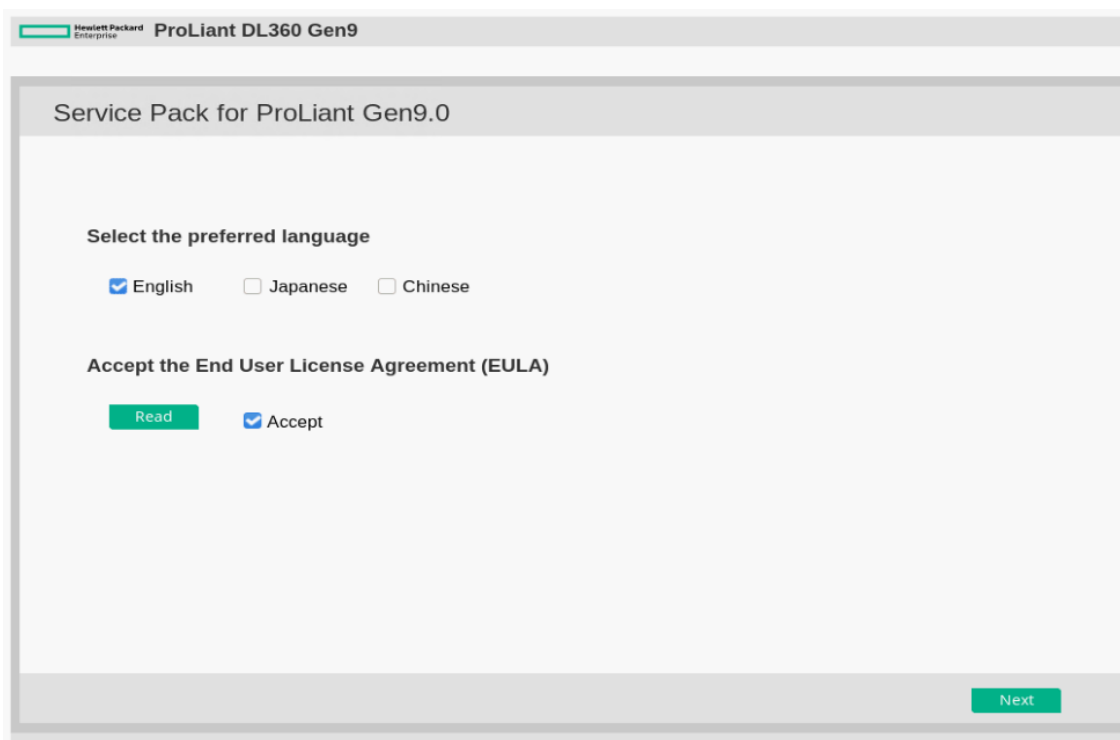 Hewlett Packard
Enterprise
ProLiant DL360 Gen9
Service Pack for ProLiant Gen9.0
Select the preferred language
English Japanese Chinese
Accept the End User License Agreement (EULA)
Read Accept
Next